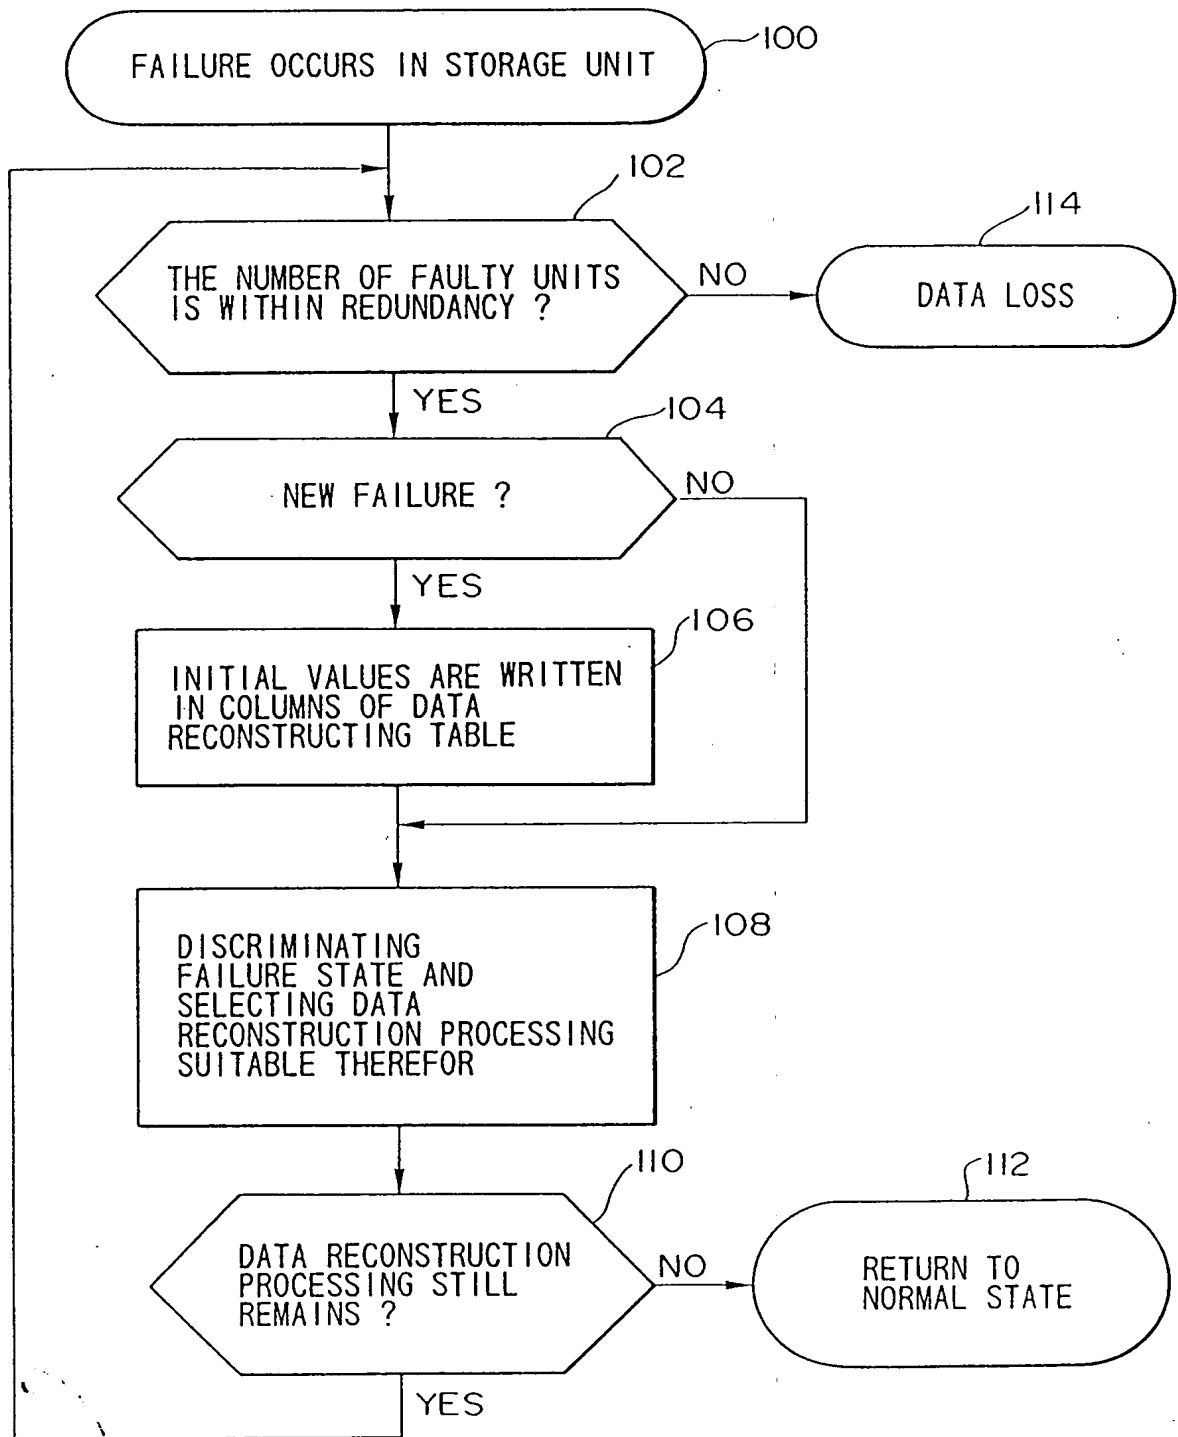 FAILURE OCCURS IN STORAGE UNIT
100
102
THE NUMBER OF FAULTY UNITS
IS WITHIN REDUNDANCY ?
NO
114
DATA LOSS
YES
104
NEW FAILURE ?
NO
YES
106
INITIAL VALUES ARE WRITTEN
IN COLUMNS OF DATA
RECONSTRUCTING TABLE
108
DISCRIMINATING
FAILURE STATE AND
SELECTING DATA
RECONSTRUCTION PROCESSING
SUITABLE THEREFOR
110
DATA RECONSTRUCTION
PROCESSING STILL
REMAINS ?
NO
112
RETURN TO
NORMAL STATE
YES